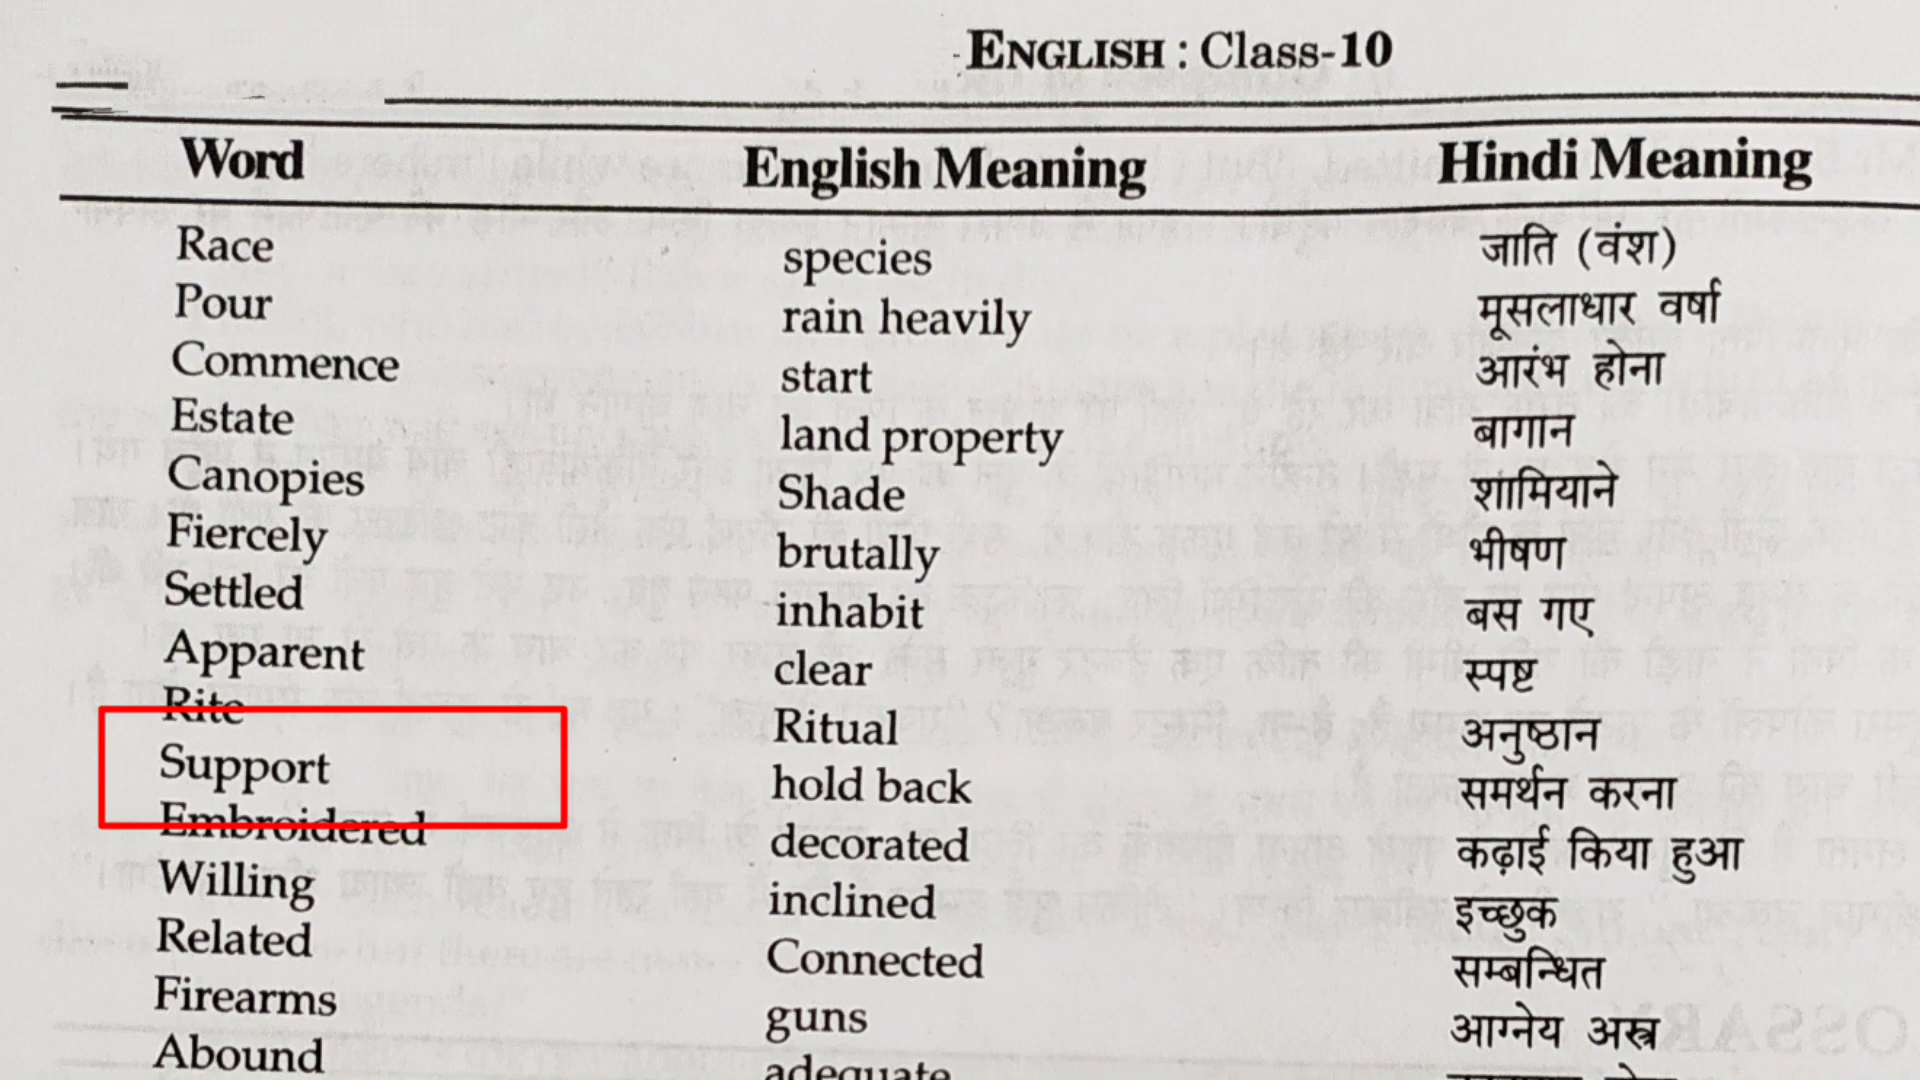 ENGLISH : Class-10
Word English Meaning Hindi Meaning
Race species जाति (वंश)
Pour rain heavily मूसलाधार वर्षा
Commence start आरंभ होना
Estate land property बागान
Canopies Shade शामियाने
Fiercely brutally भीषण
Settled inhabit बस गए
Apparent clear स्पष्ट
Rite Ritual अनुष्ठान
Support hold back समर्थन करना
Embroidered decorated कढ़ाई किया हुआ
Willing inclined इच्छुक
Related Connected सम्बन्धित
Firearms guns आग्नेय अस्त्र
Abound adequate